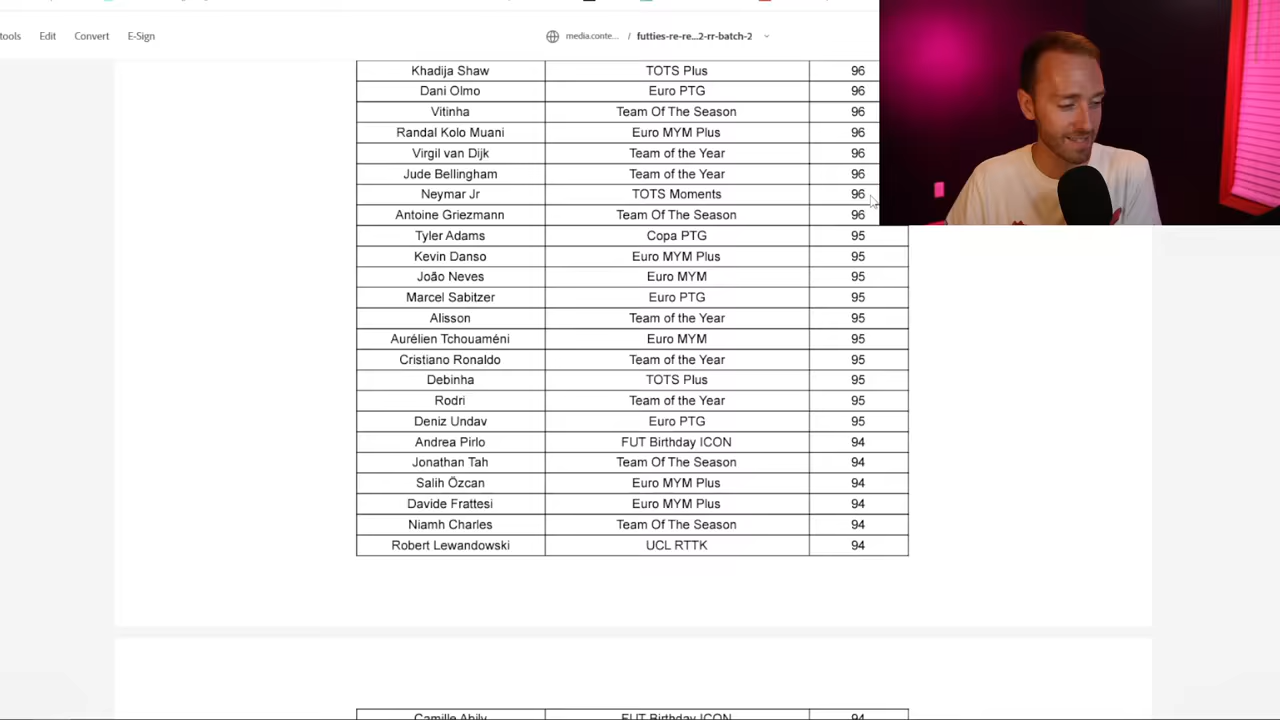 tools Edit Convert E-Sign media.conte... / futties-re-re...2-rr-batch-2
Khadija Shaw TOTS Plus 96
Dani Olmo Euro PTG 96
Vitinha Team Of The Season 96
Randal Kolo Muani Euro MYM Plus 96
Virgil van Dijk Team of the Year 96
Jude Bellingham Team of the Year 96
Neymar Jr TOTS Moments 96
Antoine Griezmann Team Of The Season 96
Tyler Adams Copa PTG 95
Kevin Danso Euro MYM Plus 95
João Neves Euro MYM 95
Marcel Sabitzer Euro PTG 95
Alisson Team of the Year 95
Aurélien Tchouaméni Euro MYM 95
Cristiano Ronaldo Team of the Year 95
Debinha TOTS Plus 95
Rodri Team of the Year 95
Deniz Undav Euro PTG 95
Andrea Pirlo FUT Birthday ICON 94
Jonathan Tah Team Of The Season 94
Salih Özcan Euro MYM Plus 94
Davide Frattesi Euro MYM Plus 94
Niamh Charles Team Of The Season 94
Robert Lewandowski UCL RTTK 94
Camille Abily FUT Birthday ICON 94